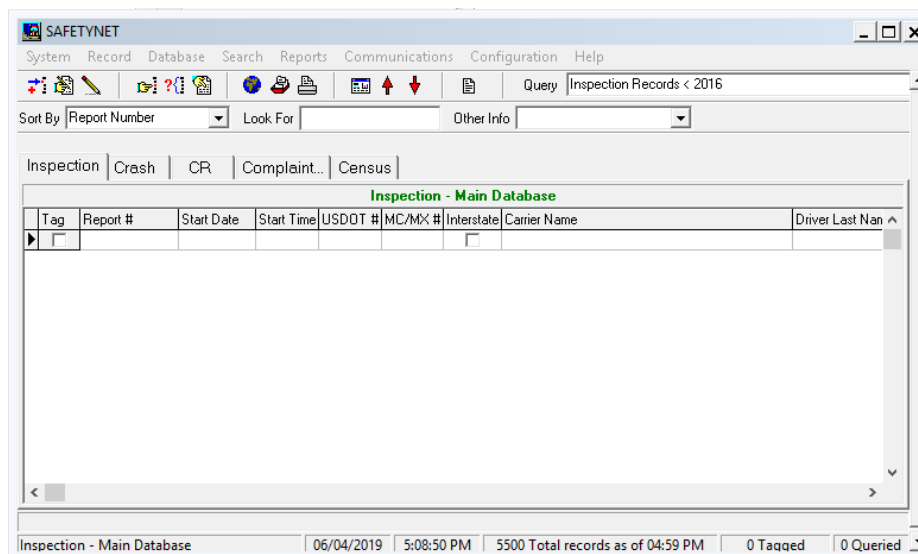 SAFETYNET
System Record Database Search Reports Communications Configuration Help
Query Inspection Records < 2016
Sort By Report Number Look For Other Info
Inspection Crash CR Complaint... Census
Inspection - Main Database
Tag Report # Start Date Start Time USDOT # MC/MX # Interstate Carrier Name Driver Last Nan
Inspection - Main Database 06/04/2019 5:08:50 PM 5500 Total records as of 04:59 PM 0 Tagged 0 Queried